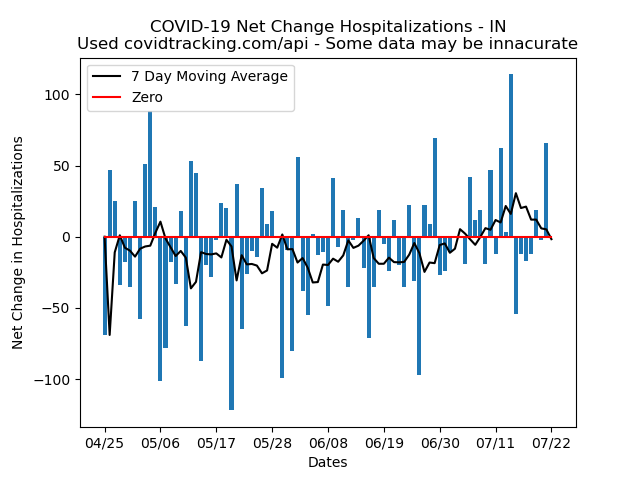 COVID-19 Net Change Hospitalizations - IN
Used covidtracking.com/api - Some data may be innacurate
7 Day Moving Average
Zero
Net Change in Hospitalizations
100
50
0
−50
−100
04/25 05/06 05/17 05/28 06/08 06/19 06/30 07/11 07/22
Dates